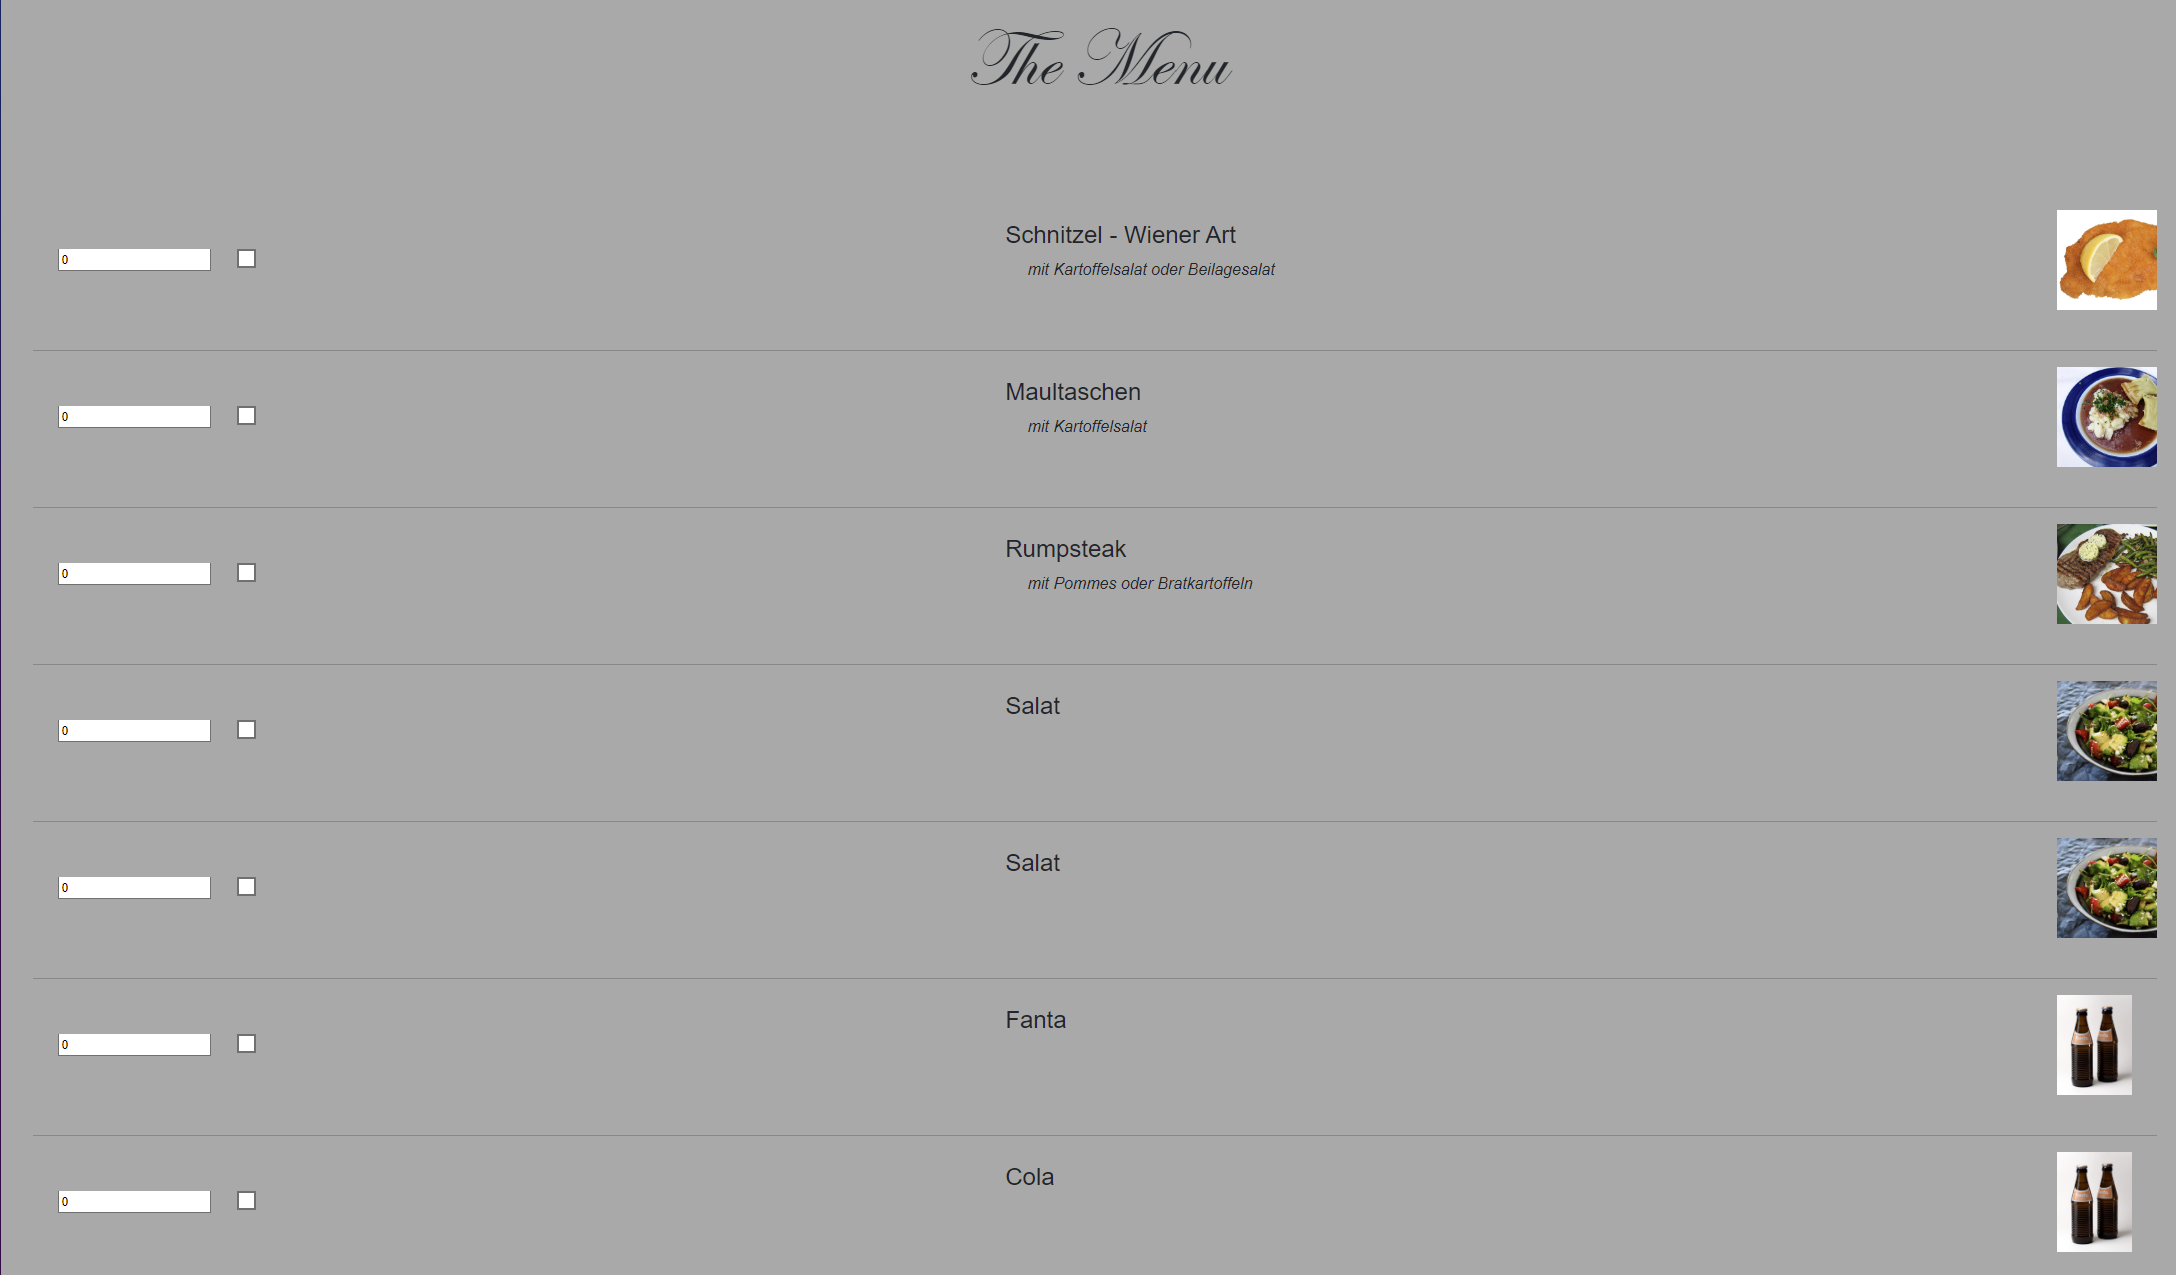 The Menu
0
Schnitzel - Wiener Art
mit Kartoffelsalat oder Beilagesalat
0
Maultaschen
mit Kartoffelsalat
0
Rumpsteak
mit Pommes oder Bratkartoffeln
0
Salat
0
Salat
0
Fanta
0
Cola